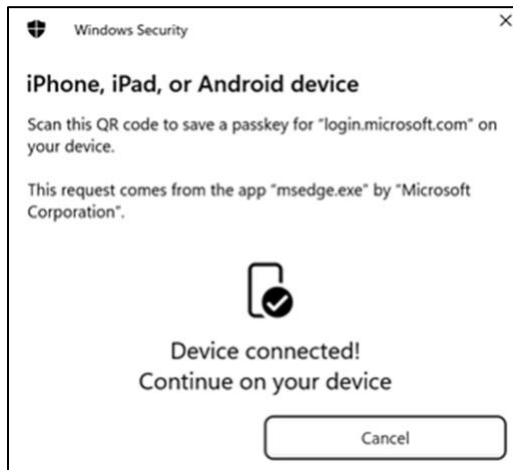 Windows Security
iPhone, iPad, or Android device
Scan this QR code to save a passkey for "login.microsoft.com" on
your device.
This request comes from the app "msedge.exe" by "Microsoft
Corporation".
Device connected!
Continue on your device
Cancel